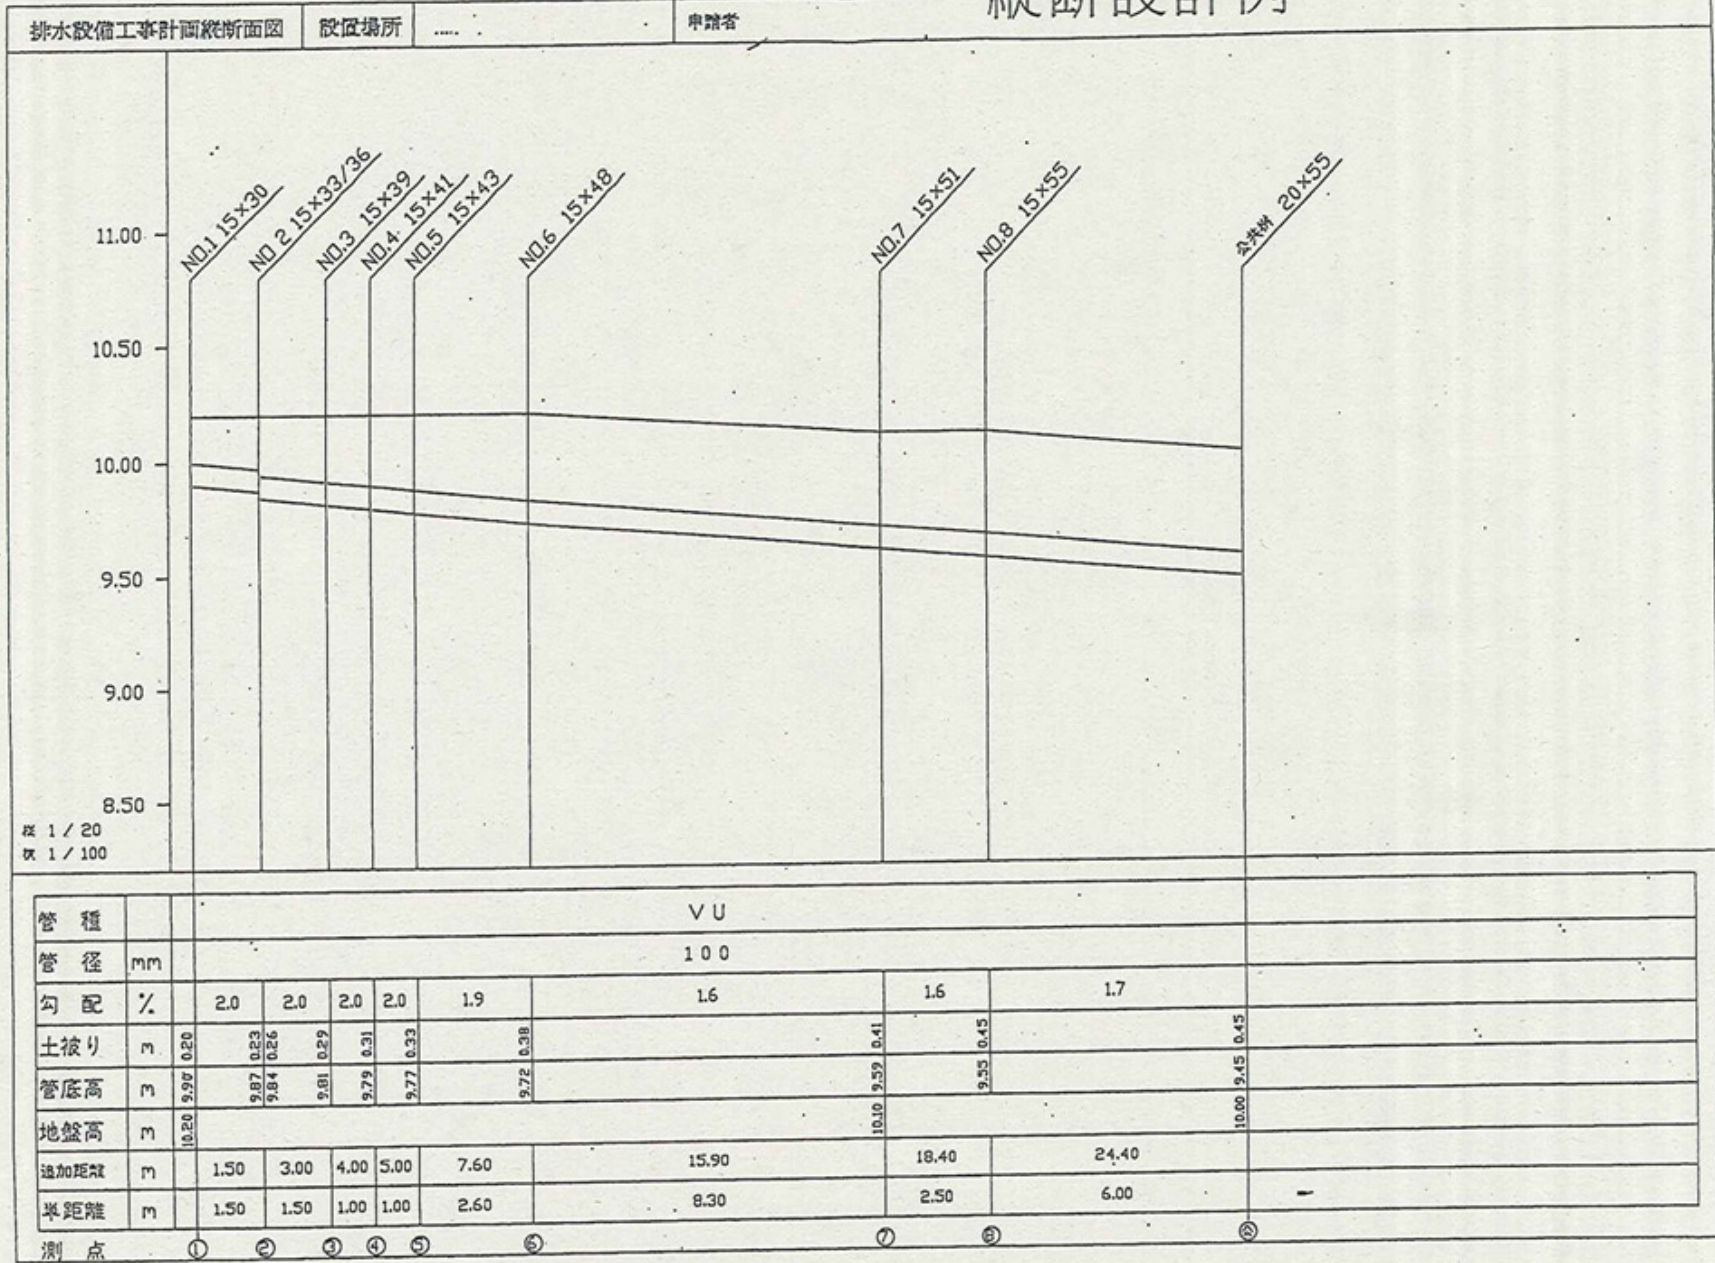 排水設備工事計画縦断面図 設置場所 ..... 申請者 縦断設計例
NO.1 15×30
NO 2 15×33/36
NO.3 15×39
NO.4 15×41
NO.5 15×43
NO.6 15×48
NO.7 15×51
NO.8 15×55
公共桝 20×55
11.00
10.50
10.00
9.50
9.00
8.50
縦 1/20
横 1/100
管種 VU
管径 mm 100
勾配 % 2.0 2.0 2.0 2.0 1.9 1.6 1.6 1.7
土被り m 0.20 0.23 0.26 0.29 0.31 0.33 0.38 0.41 0.45 0.45
管底高 m 9.90 9.87 9.84 9.81 9.79 9.77 9.72 9.59 9.55 9.45
地盤高 m 10.20 10.10 10.00
追加距離 m 1.50 3.00 4.00 5.00 7.60 15.90 18.40 24.40
単距離 m 1.50 1.50 1.00 1.00 2.60 8.30 2.50 6.00
測点 ① ② ③ ④ ⑤ ⑥ ⑦ ⑧ 公